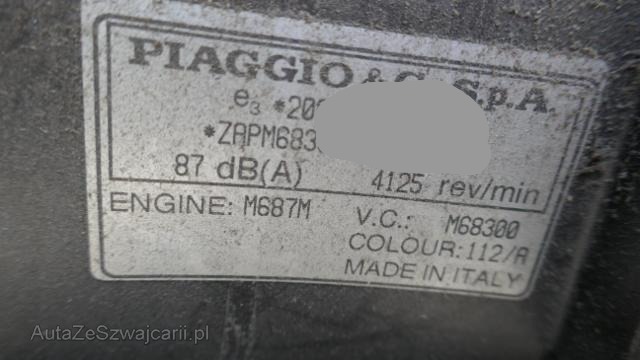 PIAGGIO & C. S.p.A.
e3 *20
*ZAPM683
87 dB(A) 4125 rev/min
ENGINE: M687M V.C.: M68300
COLOUR: 112/A
MADE IN ITALY
AutaZeSzwajcarii.pl